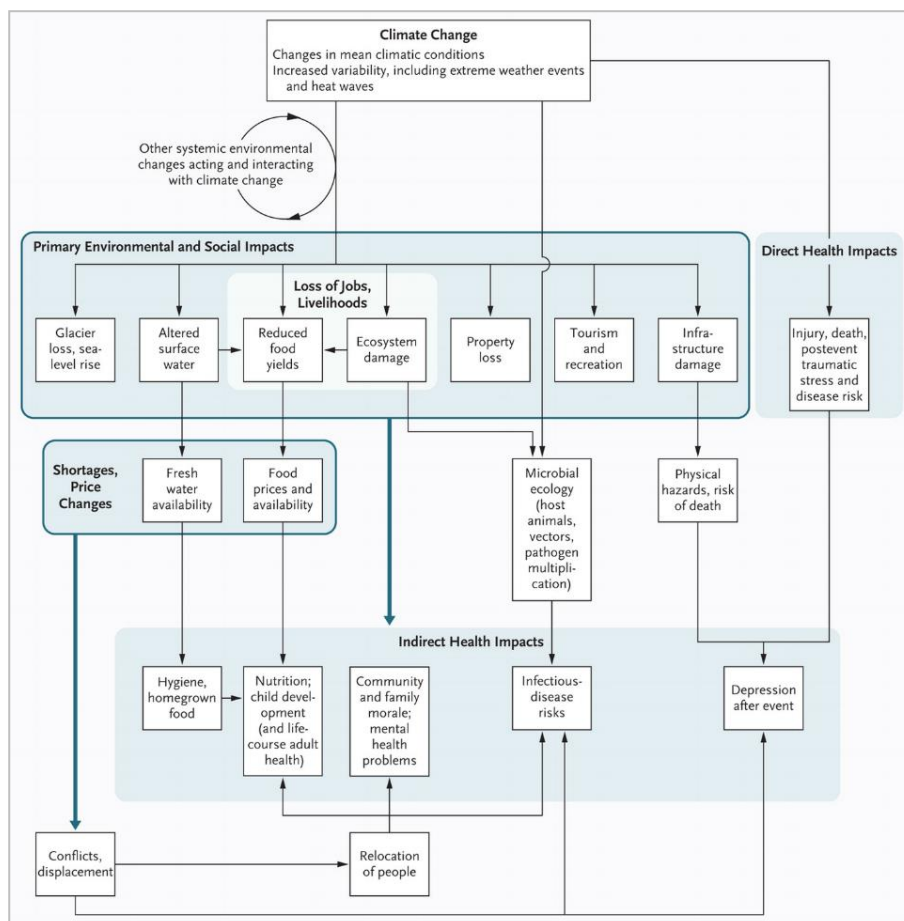 Climate Change
Changes in mean climatic conditions
Increased variability, including extreme weather events
and heat waves
Other systemic environmental
changes acting and interacting
with climate change
Primary Environmental and Social Impacts
Direct Health Impacts
Loss of Jobs,
Livelihoods
Glacier
loss, sea-
level rise
Altered
surface
water
Reduced
food
yields
Ecosystem
damage
Property
loss
Tourism
and
recreation
Infra-
structure
damage
Injury, death,
postevent
traumatic
stress and
disease risk
Shortages,
Price
Changes
Fresh
water
availability
Food
prices and
availability
Microbial
ecology
(host
animals,
vectors,
pathogen
multipli-
cation)
Physical
hazards, risk
of death
Indirect Health Impacts
Hygiene,
homegrown
food
Nutrition;
child devel-
opment
(and life-
course adult
health)
Community
and family
morale;
mental
health
problems
Infectious-
disease
risks
Depression
after event
Conflicts,
displacement
Relocation
of people